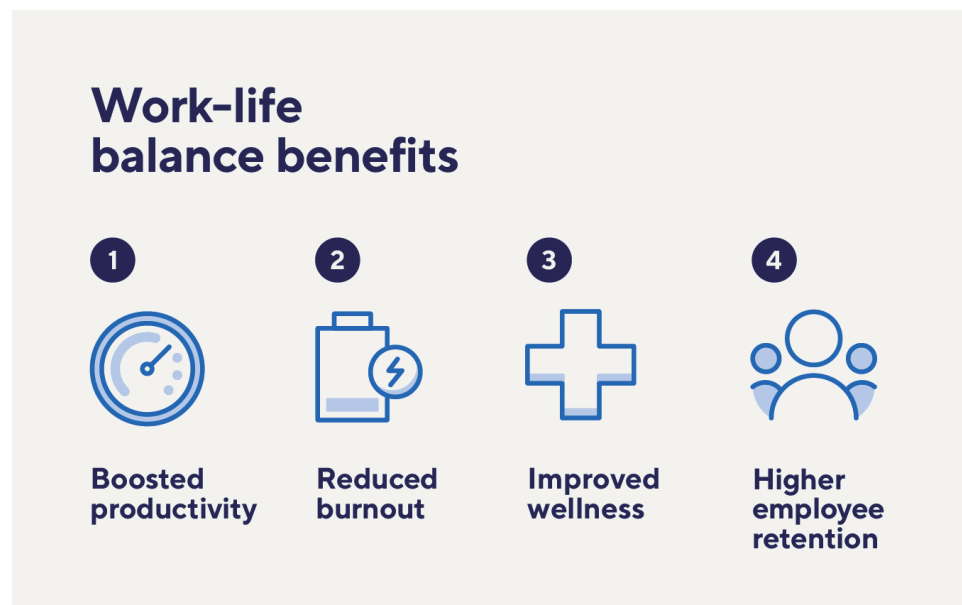 Work-life
balance benefits
1
2
3
4
Boosted
productivity
Reduced
burnout
Improved
wellness
Higher
employee
retention